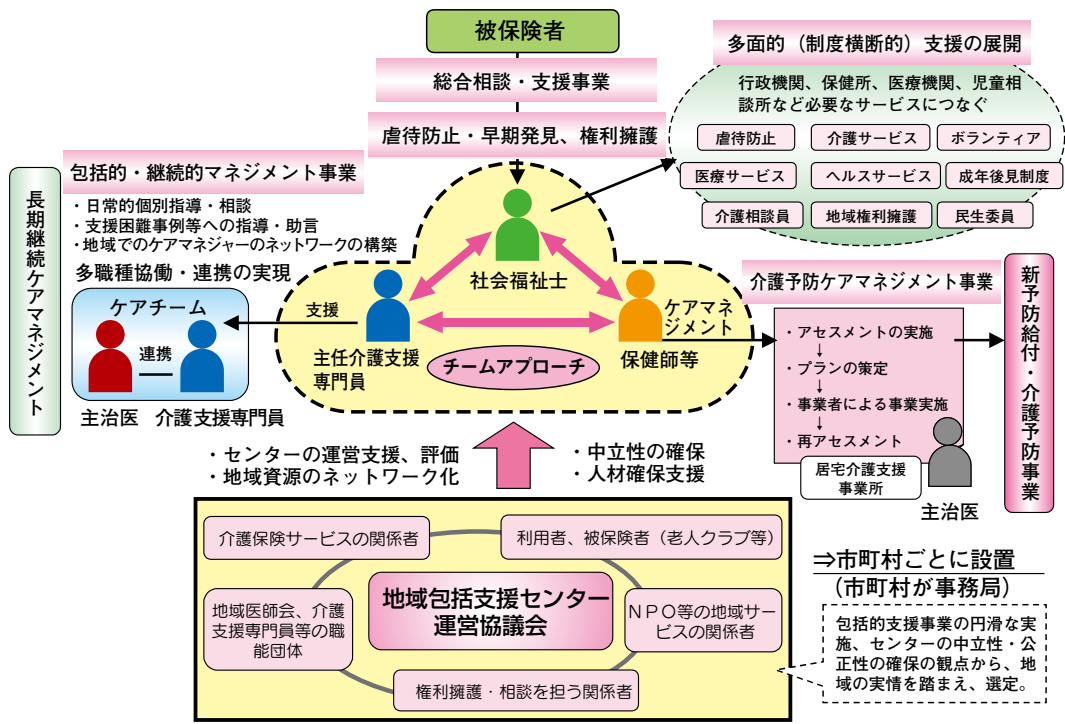 被保険者
総合相談・支援事業
虐待防止・早期発見、権利擁護
多面的（制度横断的）支援の展開
行政機関、保健所、医療機関、児童相
談所など必要なサービスにつなぐ
虐待防止
介護サービス
ボランティア
医療サービス
ヘルスサービス
成年後見制度
介護相談員
地域権利擁護
民生委員
長期継続ケアマネジメント
包括的・継続的マネジメント事業
・日常的個別指導・相談
・支援困難事例等への指導・助言
・地域でのケアマネジャーのネットワークの構築
多職種協働・連携の実現
ケアチーム
連携
主治医
介護支援専門員
支援
社会福祉士
主任介護支援
専門員
チームアプローチ
ケアマネ
ジメント
保健師等
介護予防ケアマネジメント事業
・アセスメントの実施
↓
・プランの策定
↓
・事業者による事業実施
↓
・再アセスメント
居宅介護支援
事業所
主治医
新予防給付・介護予防事業
・センターの運営支援、評価
・地域資源のネットワーク化
・中立性の確保
・人材確保支援
介護保険サービスの関係者
利用者、被保険者（老人クラブ等）
地域医師会、介護
支援専門員等の職
能団体
地域包括支援センター
運営協議会
ＮＰＯ等の地域サー
ビスの関係者
権利擁護・相談を担う関係者
⇒市町村ごとに設置
（市町村が事務局）
包括的支援事業の円滑な実
施、センターの中立性・公
正性の確保の観点から、地
域の実情を踏まえ、選定。